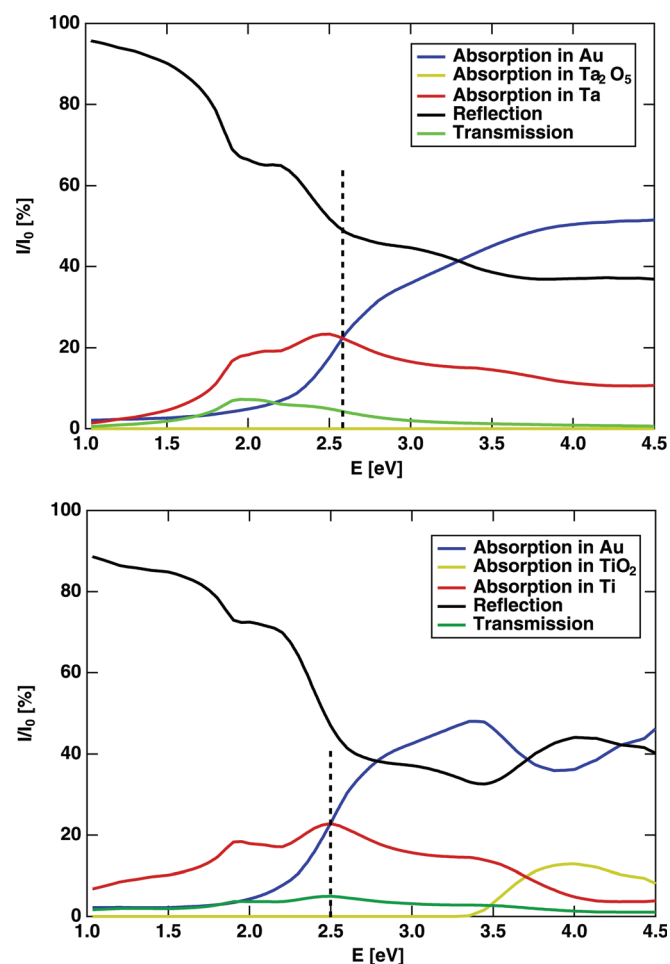 100
80
60
40
20
0
I/I₀ [%]
Absorption in Au
Absorption in Ta₂O₅
Absorption in Ta
Reflection
Transmission
1.0 1.5 2.0 2.5 3.0 3.5 4.0 4.5
E [eV]
100
80
60
40
20
0
I/I₀ [%]
Absorption in Au
Absorption in TiO₂
Absorption in Ti
Reflection
Transmission
1.0 1.5 2.0 2.5 3.0 3.5 4.0 4.5
E [eV]